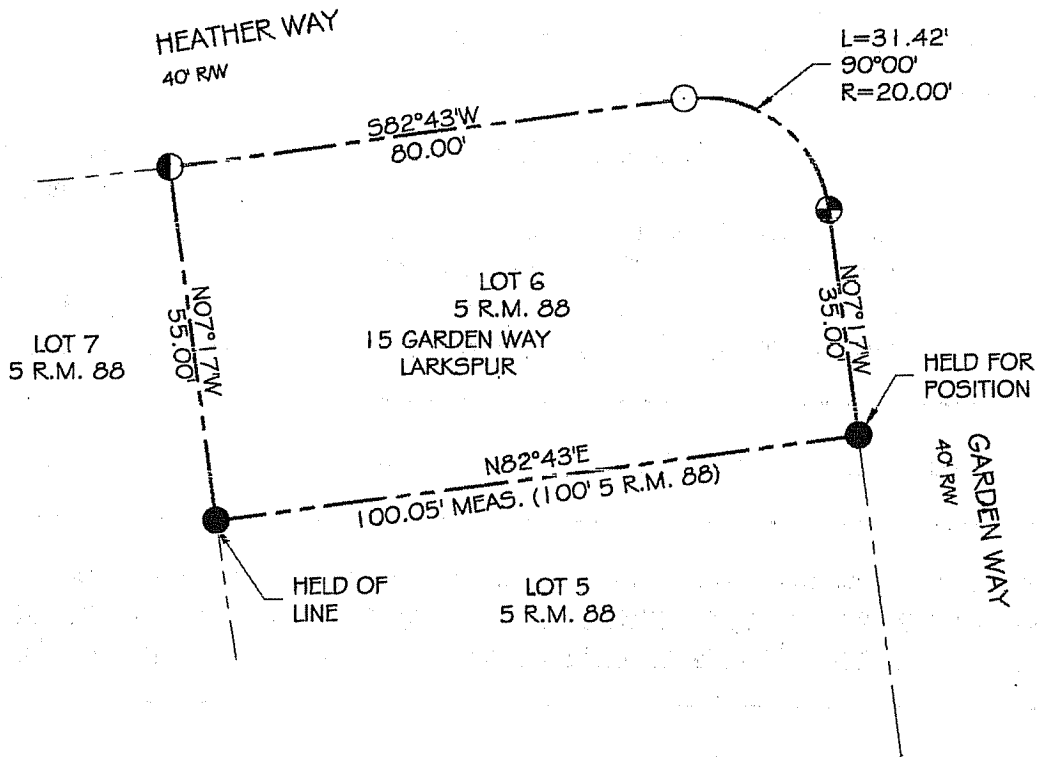 HEATHER WAY
40' R/W
L=31.42'
90°00'
R=20.00'
S82°43'W
80.00'
LOT 6
5 R.M. 88
15 GARDEN WAY
LARKSPUR
N07°17'W
55.00'
LOT 7
5 R.M. 88
N07°17'W
35.00'
HELD FOR
POSITION
GARDEN WAY
40' R/W
N82°43'E
100.05' MEAS. (100' 5 R.M. 88)
HELD OF
LINE
LOT 5
5 R.M. 88